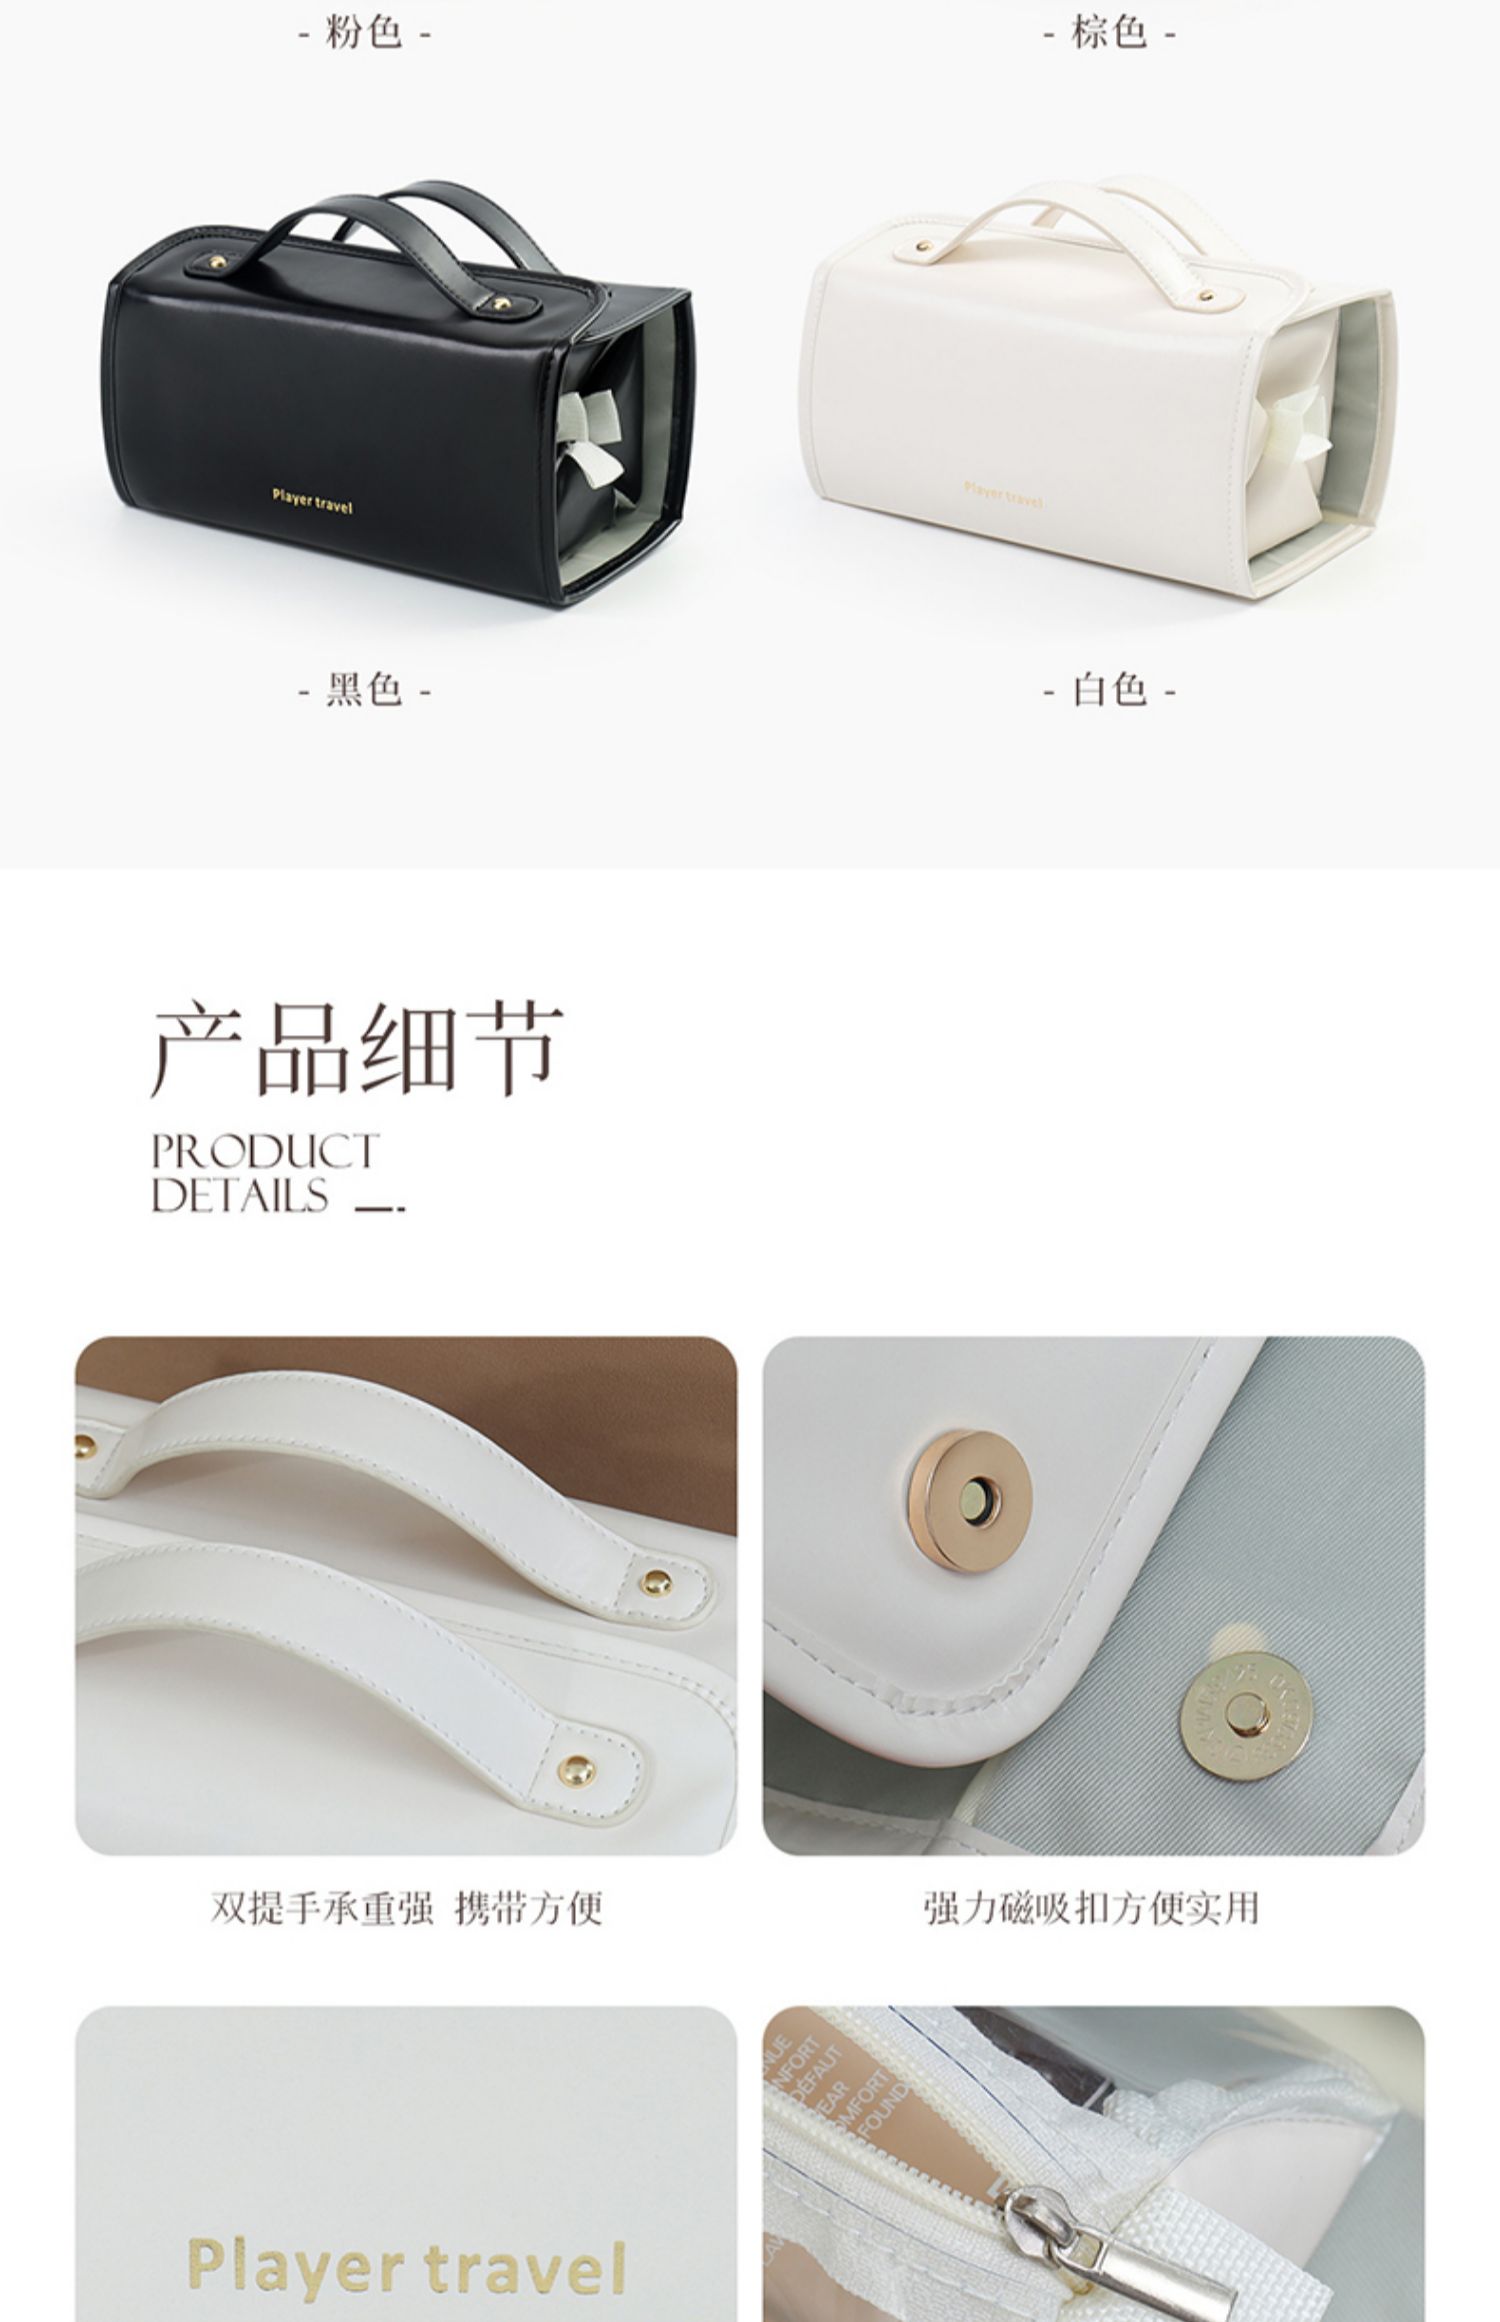 - 粉色 -
- 棕色 -
Player travel
Player travel
- 黑色 -
- 白色 -
产品细节
PRODUCT
DETAILS
双提手承重强 携带方便
强力磁吸扣方便实用
Player travel
DÉFAUT
COMFORT